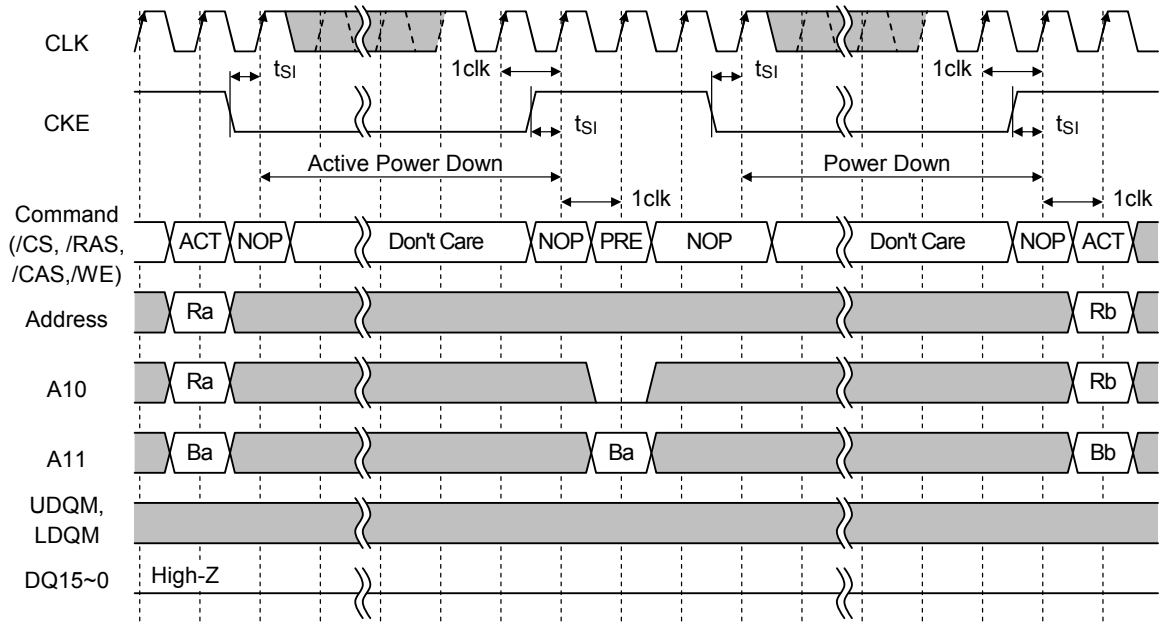 CLK
tSI
1clk
tSI
1clk
CKE
tSI
tSI
Active Power Down
Power Down
1clk
1clk
Command
(/CS, /RAS,
/CAS,/WE)
ACT NOP Don't Care NOP PRE NOP Don't Care NOP ACT
Address
Ra
Rb
A10
Ra
Rb
A11
Ba
Ba
Bb
UDQM,
LDQM
DQ15~0
High-Z